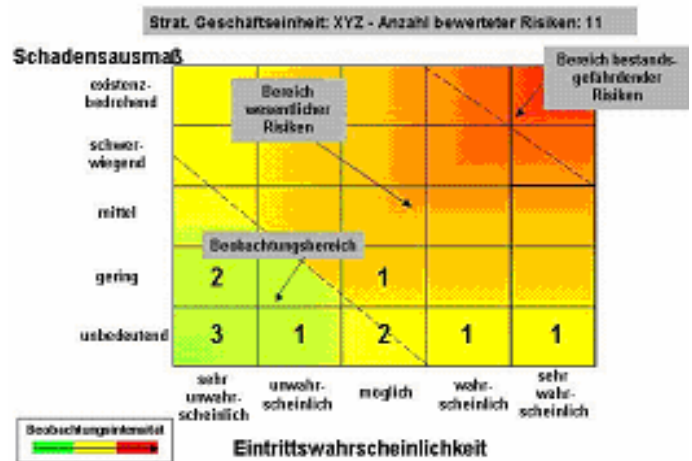 Strat. Geschäftseinheit: XYZ - Anzahl bewerteter Risiken: 11
Schadensausmaß
Bereich bestands-
gefährdender
Risiken
existenz-
bedrohend
Bereich
wesentlicher
Risiken
schwer-
wiegend
mittel
Beobachtungsbereich
gering
2
1
unbedeutend
3
1
2
1
1
sehr
unwahr-
scheinlich
unwahr-
scheinlich
möglich
wahr-
scheinlich
sehr
wahr-
scheinlich
Beobachtungsintensität
Eintrittswahrscheinlichkeit